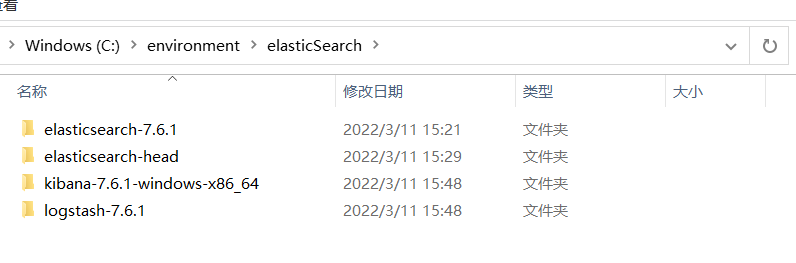 查看
Windows (C:) environment elasticSearch
名称 修改日期 类型 大小
elasticsearch-7.6.1 2022/3/11 15:21 文件夹
elasticsearch-head 2022/3/11 15:29 文件夹
kibana-7.6.1-windows-x86_64 2022/3/11 15:48 文件夹
logstash-7.6.1 2022/3/11 15:48 文件夹